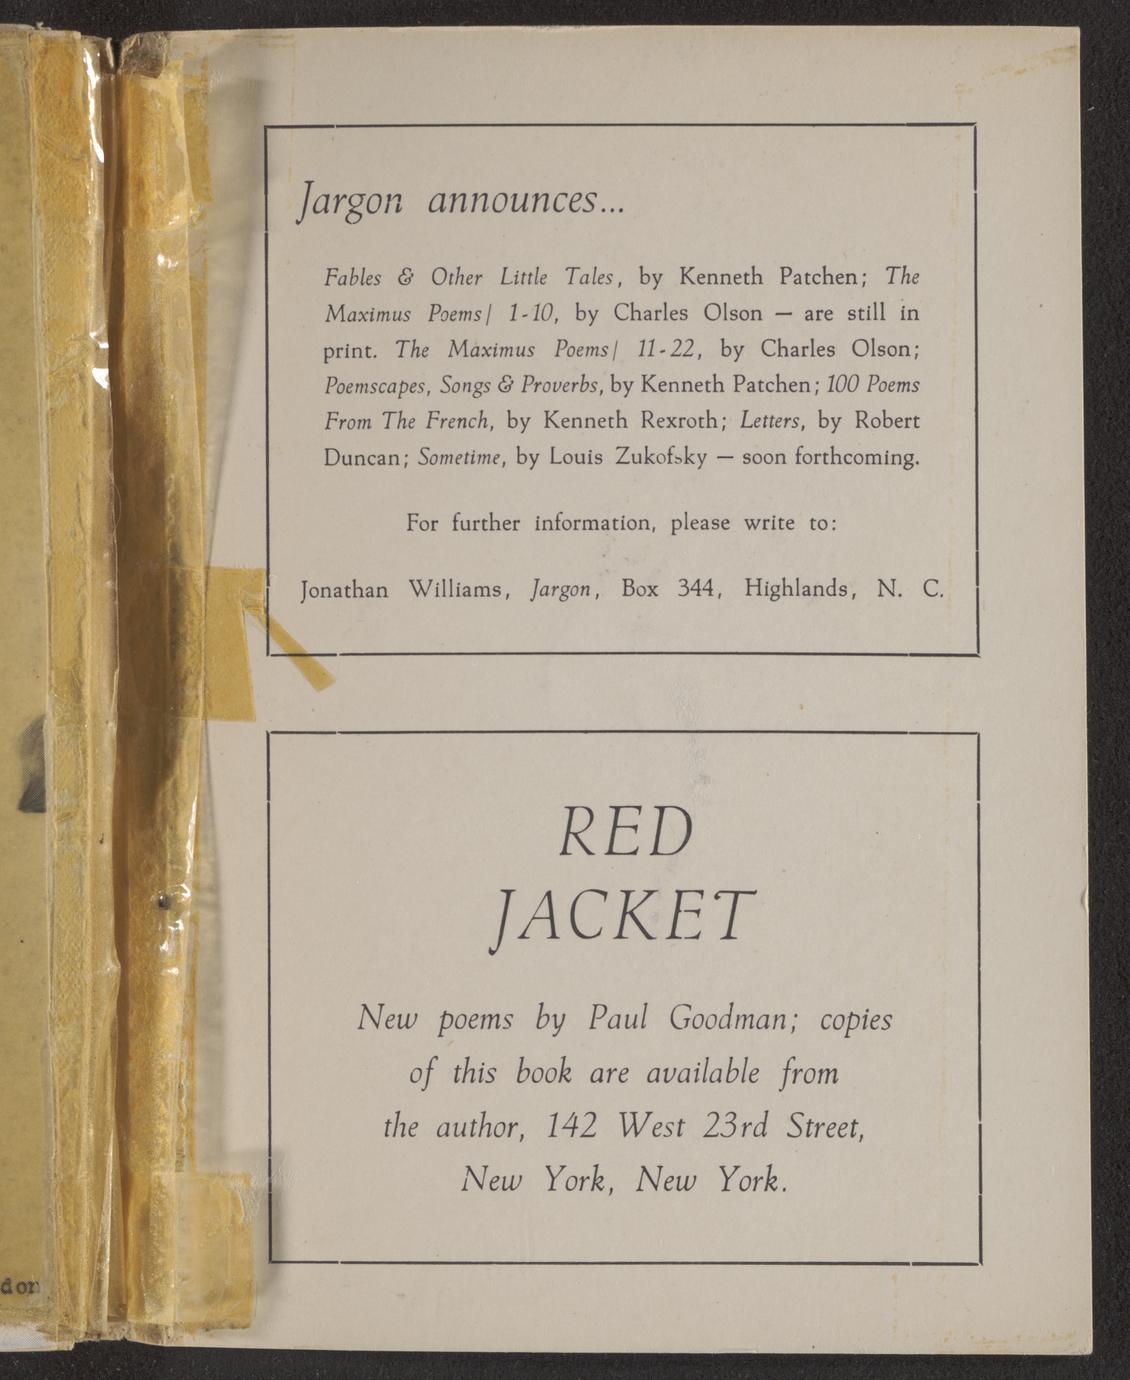 Jargon announces...
Fables & Other Little Tales, by Kenneth Patchen; The
Maximus Poems/ 1-10, by Charles Olson — are still in
print. The Maximus Poems/ 11-22, by Charles Olson;
Poemscapes, Songs & Proverbs, by Kenneth Patchen; 100 Poems
From The French, by Kenneth Rexroth; Letters, by Robert
Duncan; Sometime, by Louis Zukofsky — soon forthcoming.
For further information, please write to:
Jonathan Williams, Jargon, Box 344, Highlands, N. C.
RED
JACKET
New poems by Paul Goodman; copies
of this book are available from
the author, 142 West 23rd Street,
New York, New York.
don